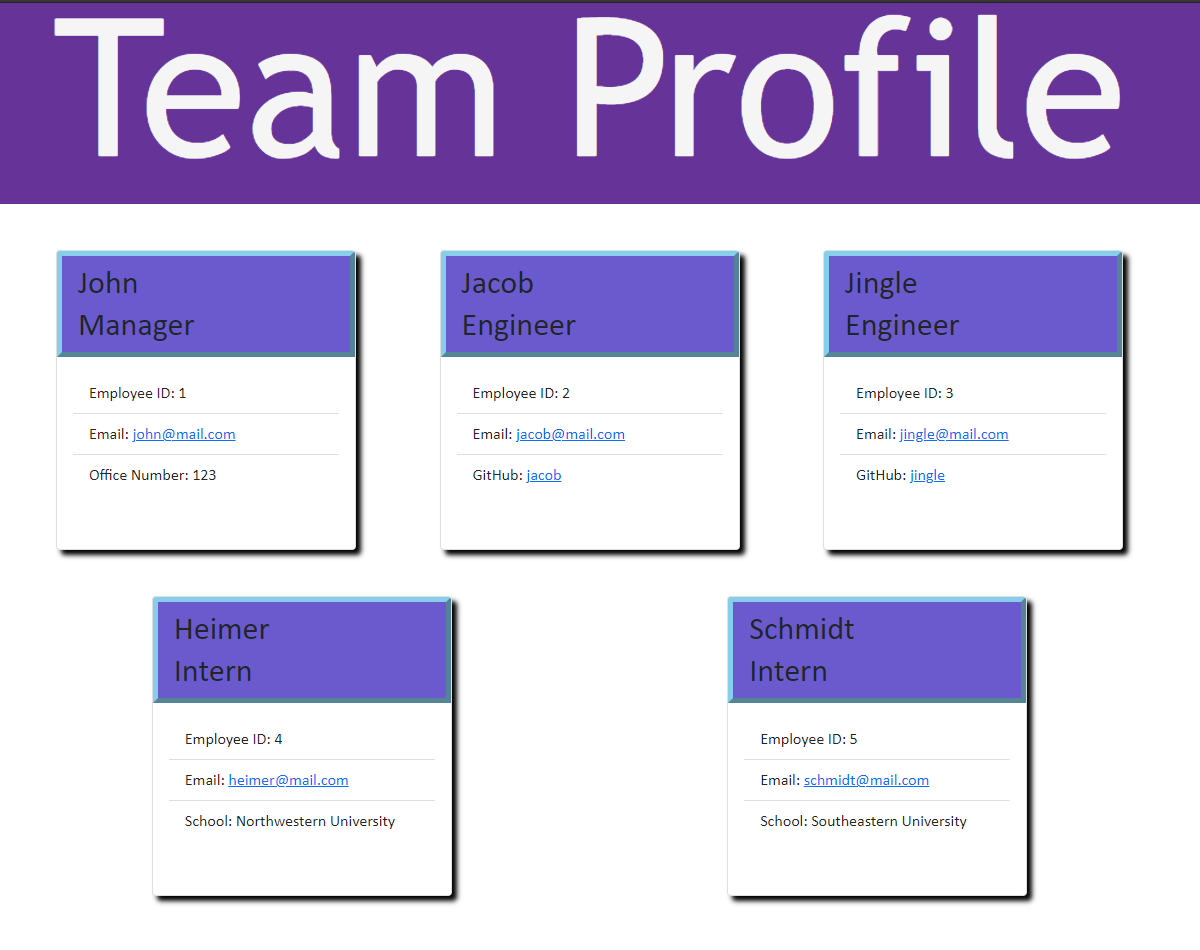 Team Profile
John
Manager
Employee ID: 1
Email: john@mail.com
Office Number: 123
Jacob
Engineer
Employee ID: 2
Email: jacob@mail.com
GitHub: jacob
Jingle
Engineer
Employee ID: 3
Email: jingle@mail.com
GitHub: jingle
Heimer
Intern
Employee ID: 4
Email: heimer@mail.com
School: Northwestern University
Schmidt
Intern
Employee ID: 5
Email: schmidt@mail.com
School: Southeastern University